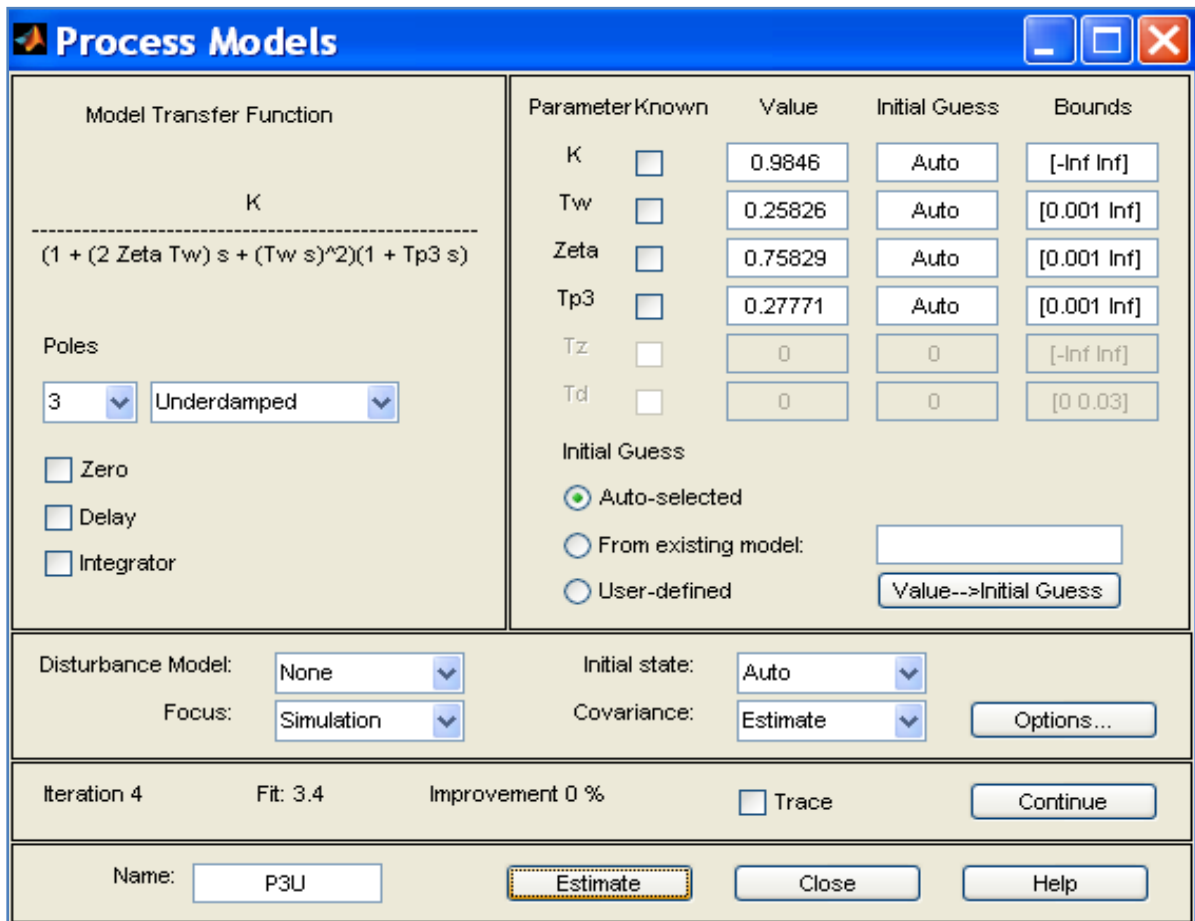 Process Models
Model Transfer Function
K
-----------------------------------------------------
(1 + (2 Zeta Tw) s + (Tw s)^2)(1 + Tp3 s)
Poles
3 Underdamped
Zero
Delay
Integrator
Parameter Known Value Initial Guess Bounds
K 0.9846 Auto [-Inf Inf]
Tw 0.25826 Auto [0.001 Inf]
Zeta 0.75829 Auto [0.001 Inf]
Tp3 0.27771 Auto [0.001 Inf]
Tz 0 0 [-Inf Inf]
Td 0 0 [0 0.03]
Initial Guess
Auto-selected
From existing model:
User-defined Value-->Initial Guess
Disturbance Model: None Initial state: Auto
Focus: Simulation Covariance: Estimate Options...
Iteration 4 Fit: 3.4 Improvement 0 % Trace Continue
Name: P3U Estimate Close Help